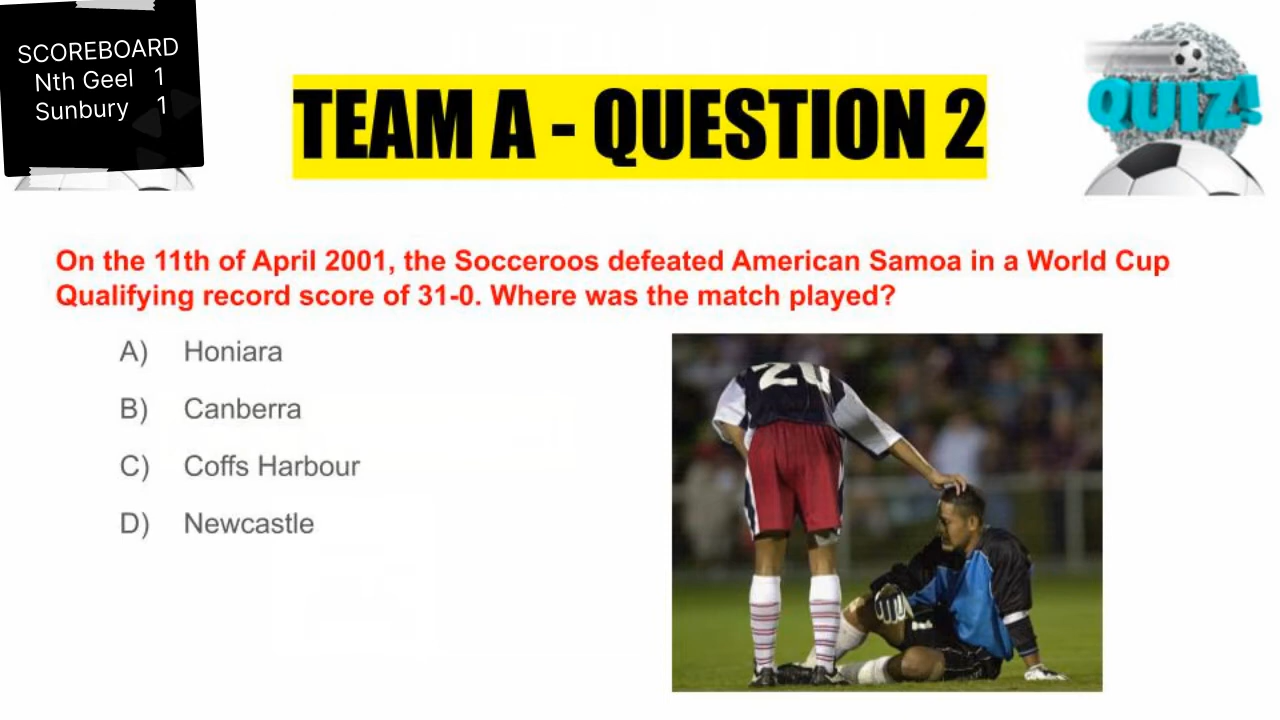 SCOREBOARD
Nth Geel 1
Sunbury 1
TEAM A - QUESTION 2
QUIZ!
On the 11th of April 2001, the Socceroos defeated American Samoa in a World Cup
Qualifying record score of 31-0. Where was the match played?
A) Honiara
B) Canberra
C) Coffs Harbour
D) Newcastle
20